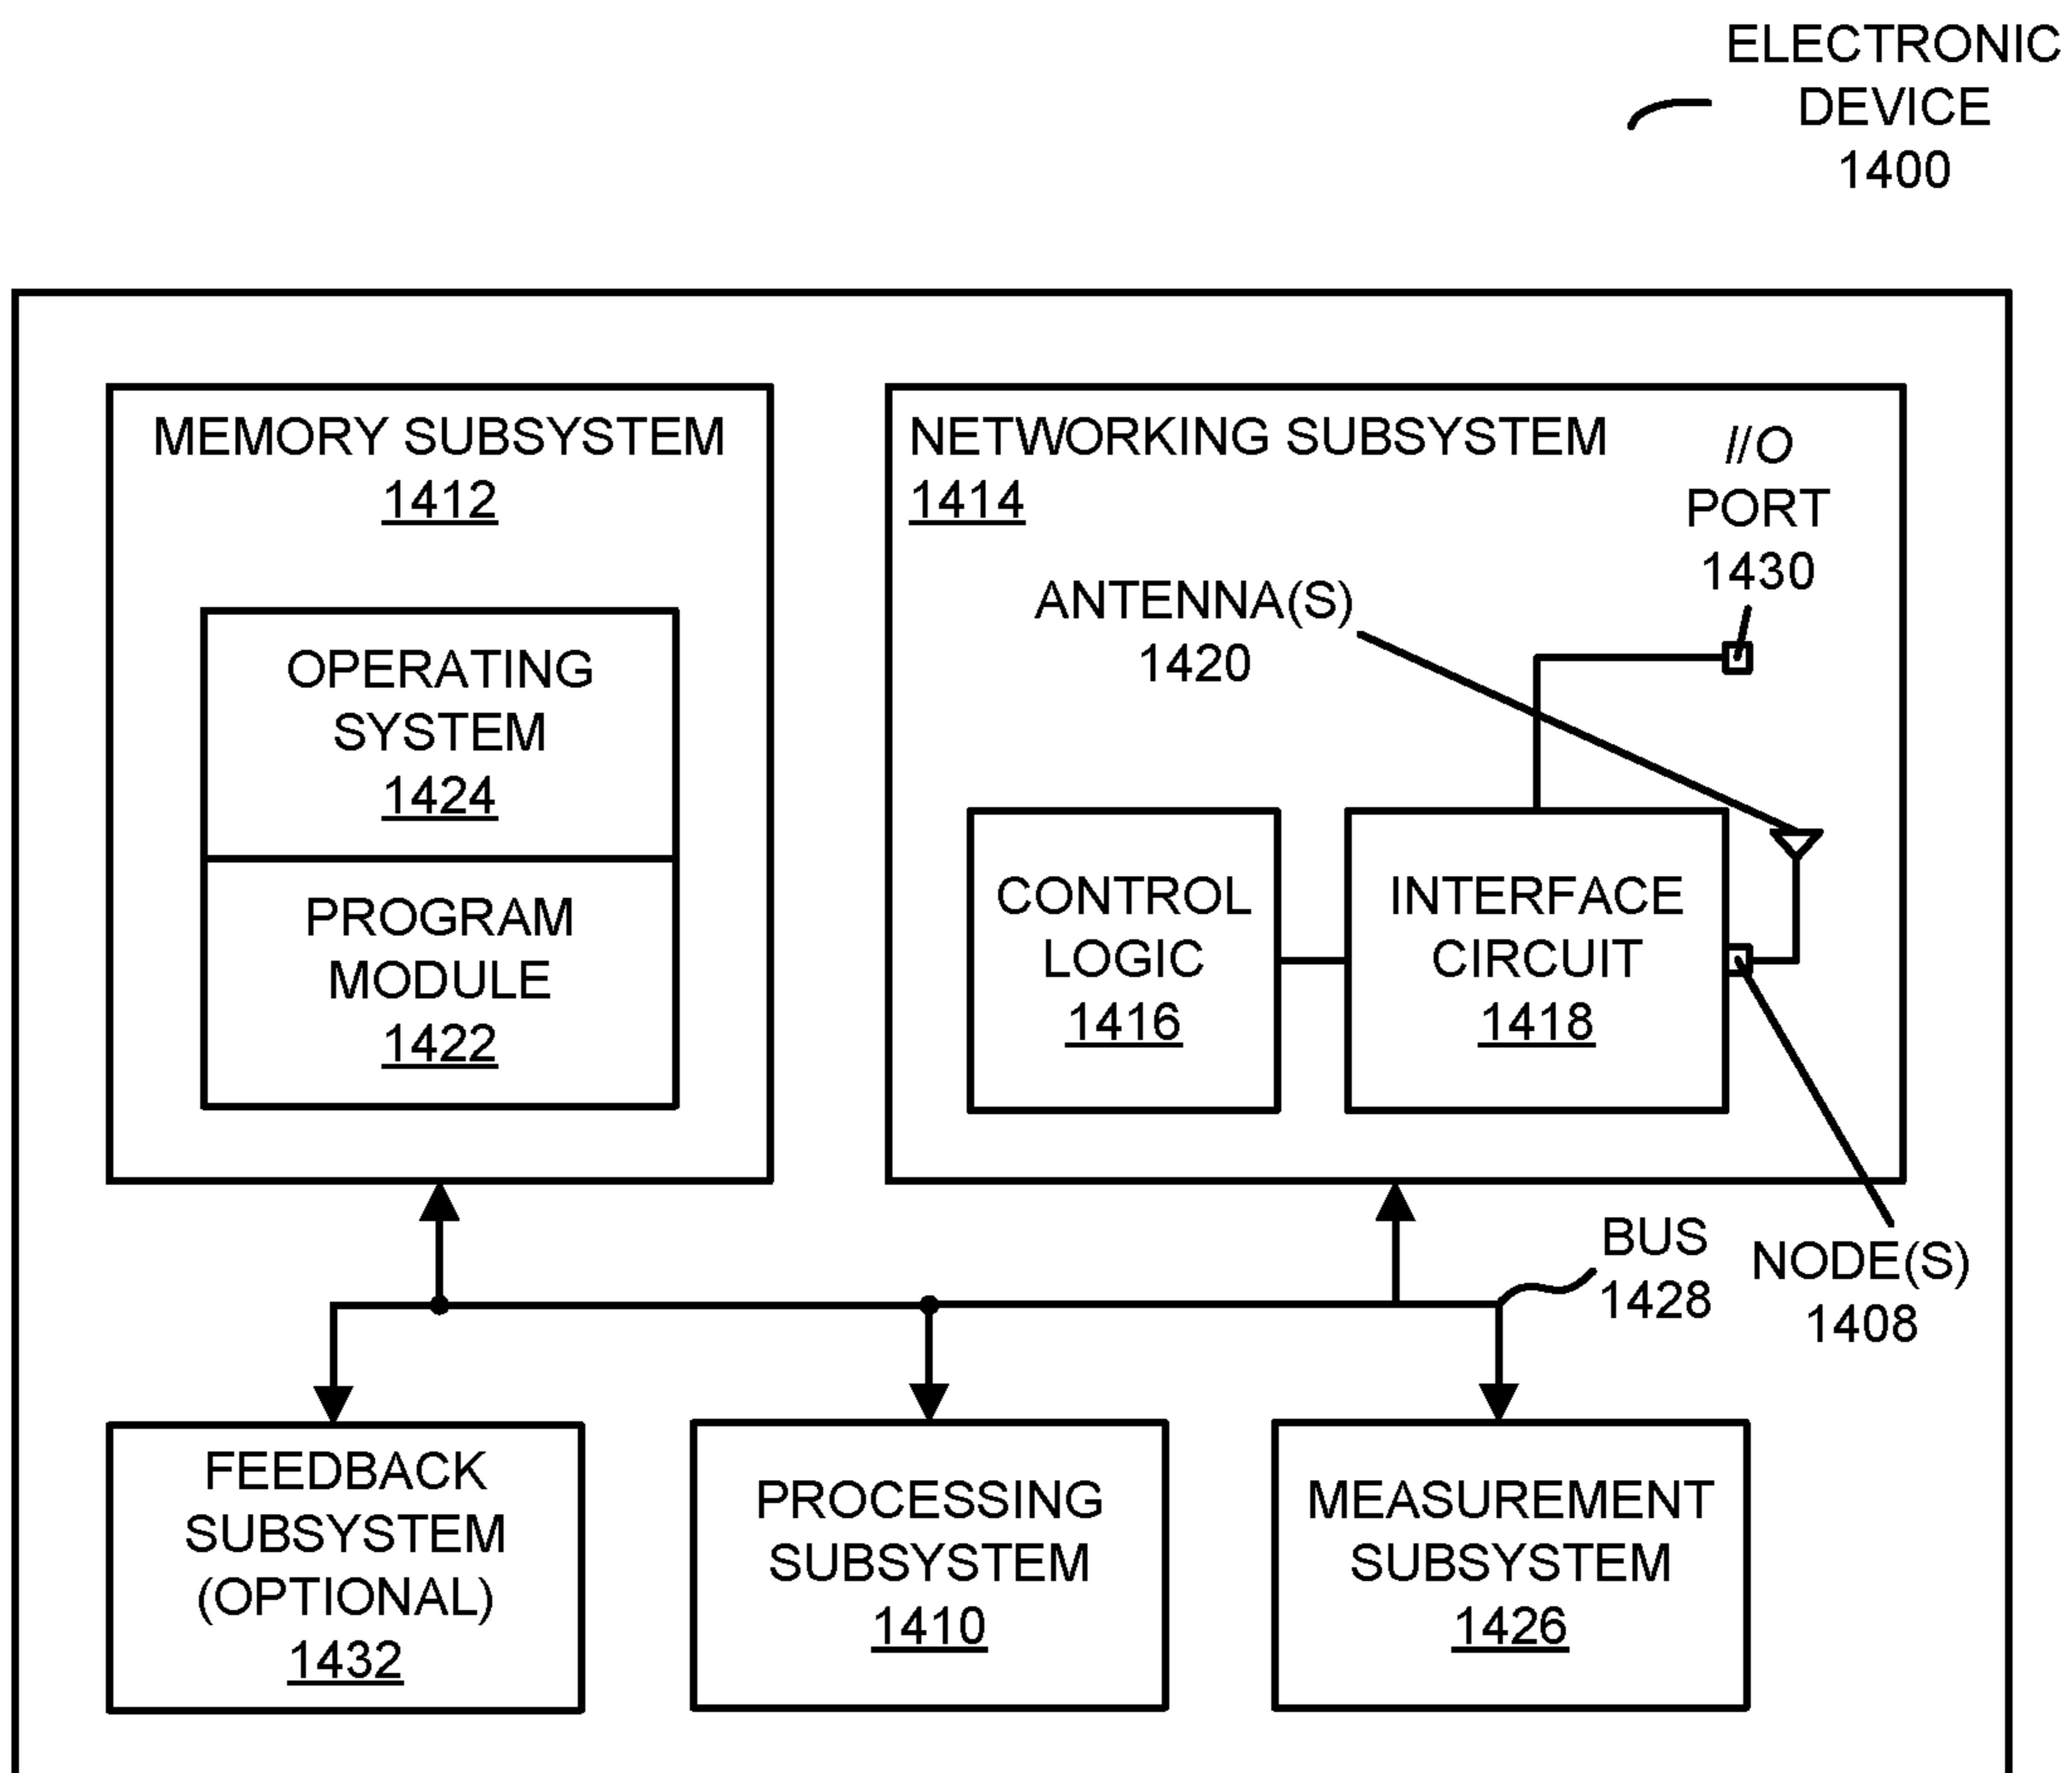 ELECTRONIC
DEVICE
1400
MEMORY SUBSYSTEM
1412
OPERATING
SYSTEM
1424
PROGRAM
MODULE
1422
NETWORKING SUBSYSTEM
1414
I/O
PORT
1430
ANTENNA(S)
1420
CONTROL
LOGIC
1416
INTERFACE
CIRCUIT
1418
BUS
1428
NODE(S)
1408
FEEDBACK
SUBSYSTEM
(OPTIONAL)
1432
PROCESSING
SUBSYSTEM
1410
MEASUREMENT
SUBSYSTEM
1426